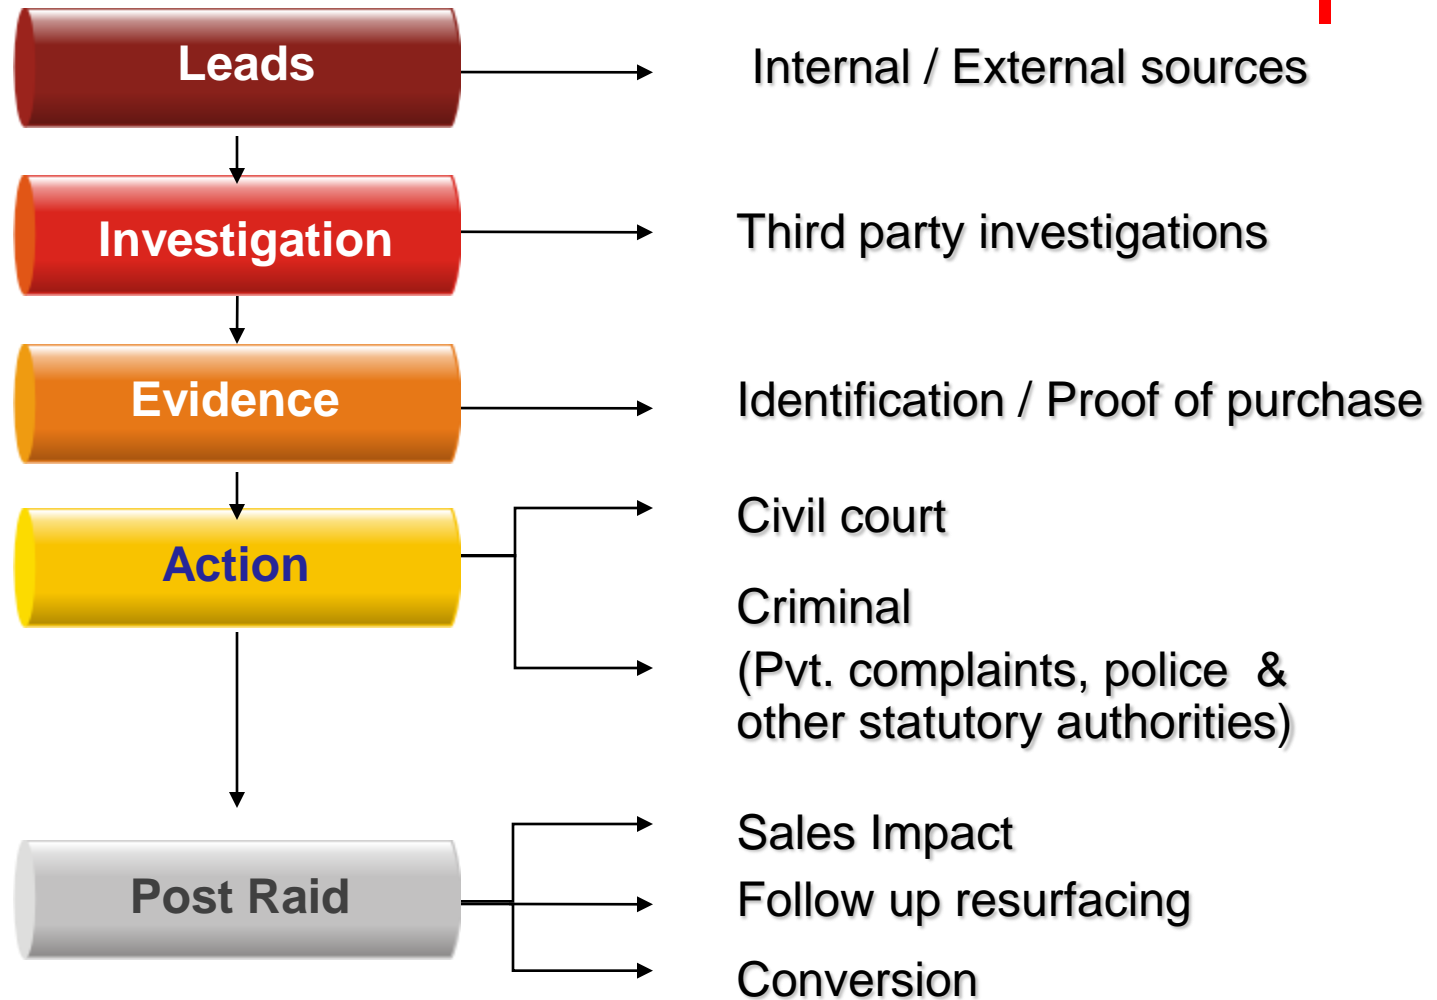 Leads
Internal / External sources
Investigation
Third party investigations
Evidence
Identification / Proof of purchase
Action
Civil court
Criminal
(Pvt. complaints, police & 
other statutory authorities)
Post Raid
Sales Impact
Follow up resurfacing
Conversion